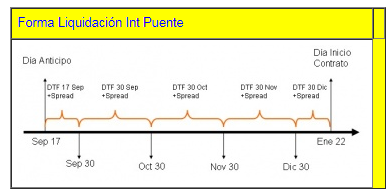 Forma Liquidación Int Puente
Día Anticipo
Día Inicio
Contrato
DTF 17 Sep
+Spread
DTF 30 Sep
+Spread
DTF 30 Oct
+Spread
DTF 30 Nov
+Spread
DTF 30 Dic
+Spread
Sep 17
Sep 30
Oct 30
Nov 30
Dic 30
Ene 22